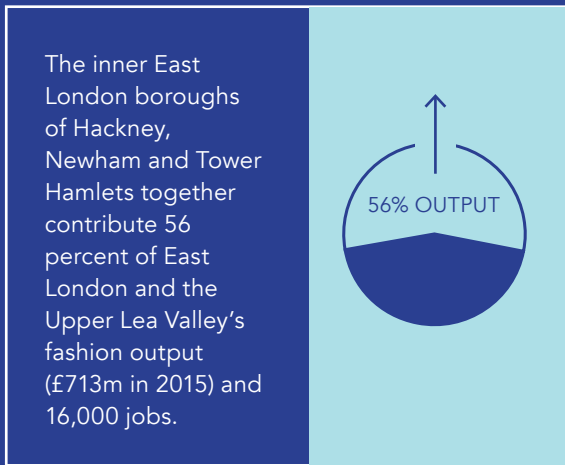 The inner East
London boroughs
of Hackney,
Newham and Tower
Hamlets together
contribute 56
percent of East
London and the
Upper Lea Valley’s
fashion output
(£713m in 2015) and
16,000 jobs.
56% OUTPUT